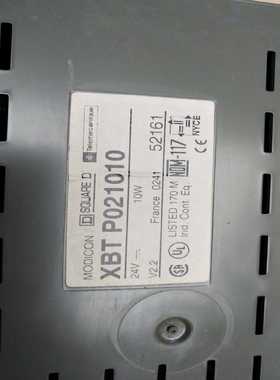 MODICON SQUARE D Telemecanique
XBT P021010
24V 10W 52161
V2.2 France 0241 NOM-117
LISTED 170 M NYCE
Ind. Cont. Eq.